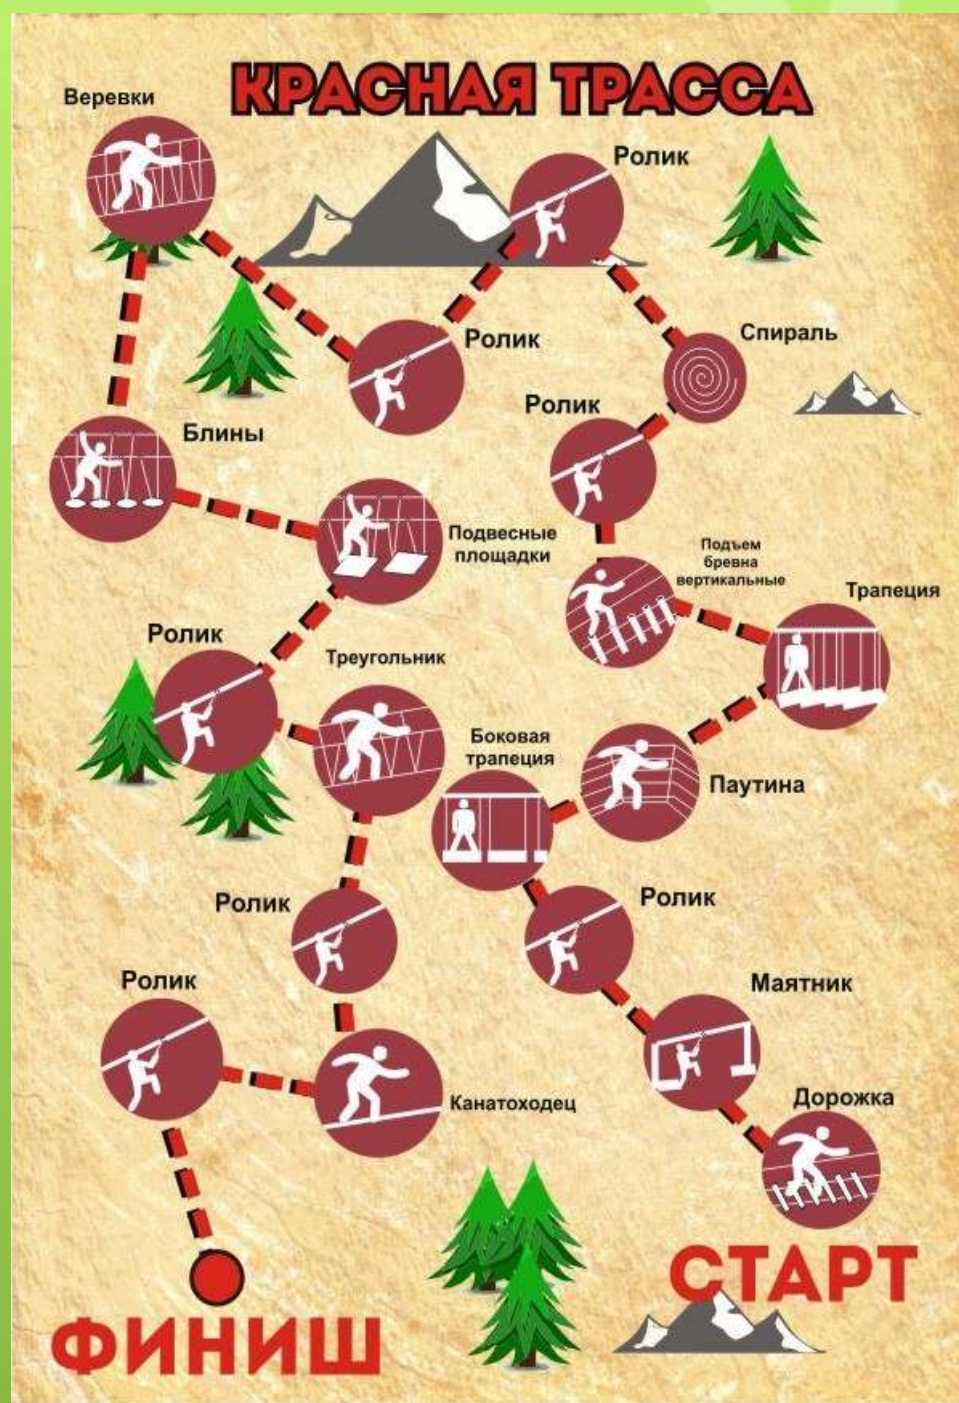 КРАСНАЯ ТРАССА
Веревки
Ролик
Ролик
Спираль
Ролик
Блины
Подвесные
площадки
Подъем
бревна
вертикальные
Трапеция
Ролик
Треугольник
Боковая
трапеция
Паутина
Ролик
Ролик
Ролик
Маятник
Дорожка
Канатоходец
СТАРТ
ФИНИШ